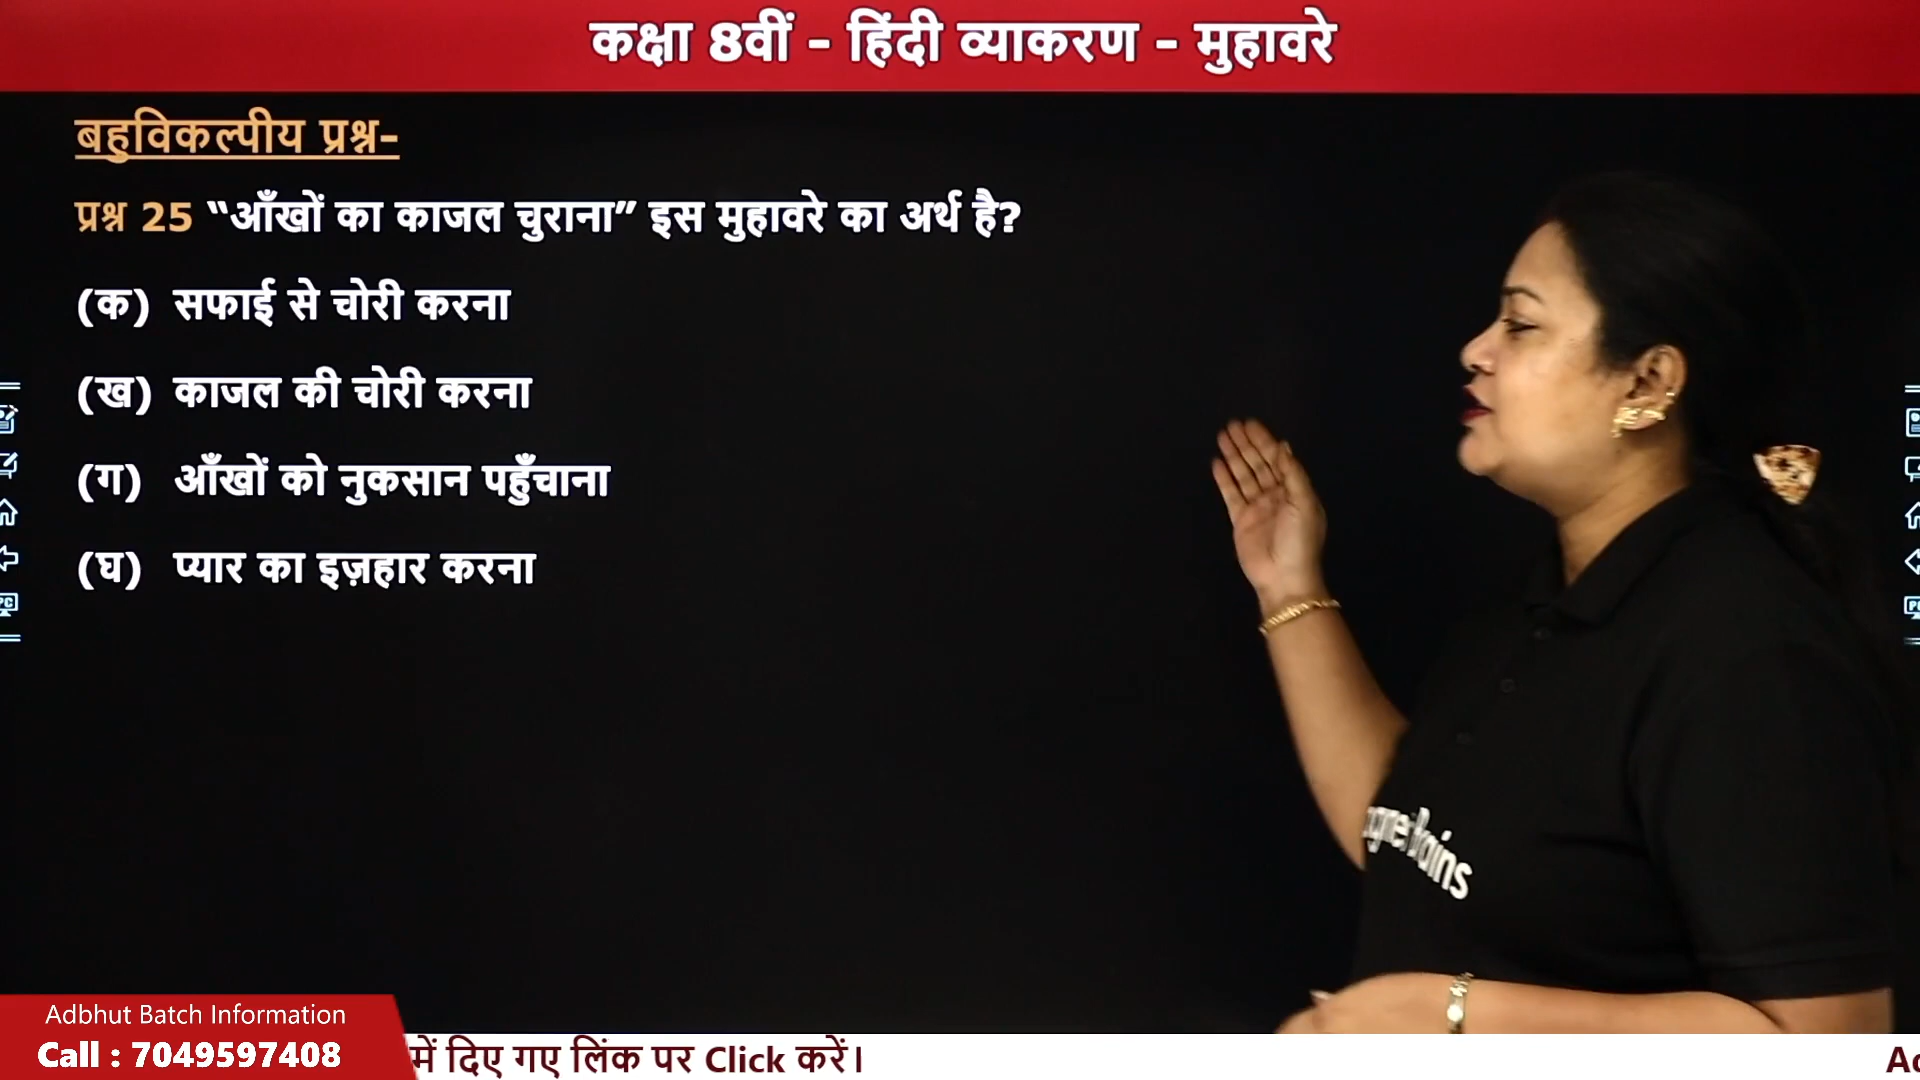 कक्षा 8वीं - हिंदी व्याकरण - मुहावरे
बहुविकल्पीय प्रश्न-
प्रश्न 25 “आँखों का काजल चुराना” इस मुहावरे का अर्थ है?
(क) सफाई से चोरी करना
(ख) काजल की चोरी करना
(ग) आँखों को नुकसान पहुँचाना
(घ) प्यार का इज़हार करना
Adbhut Batch Information
Call : 7049597408
में दिए गए लिंक पर Click करें।